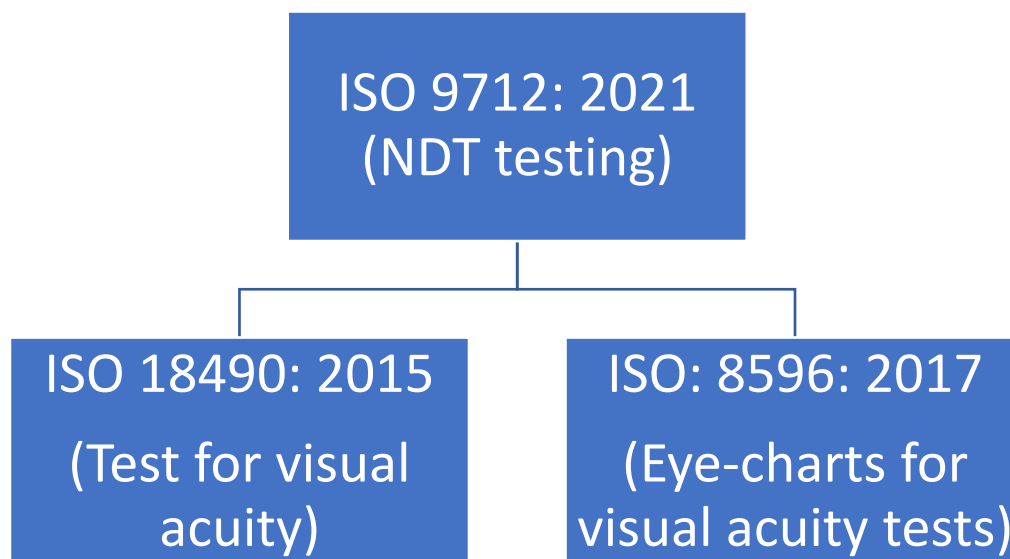 ISO 9712: 2021
(NDT testing)
ISO 18490: 2015
(Test for visual
acuity)
ISO: 8596: 2017
(Eye-charts for
visual acuity tests)